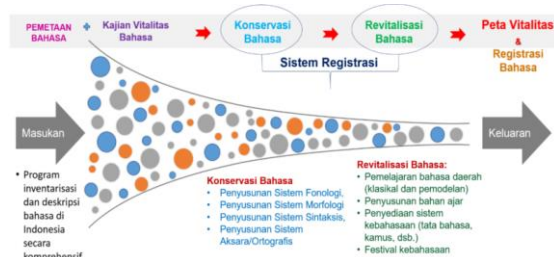 PEMETAAN BAHASA
+
Kajian Vitalitas Bahasa
Konservasi Bahasa
Revitalisasi Bahasa
Peta Vitalitas
&
Registrasi Bahasa
Sistem Registrasi
Masukan
Keluaran
• Program
inventarisasi
dan deskripsi
bahasa di
Indonesia
secara
komprehensif
Konservasi Bahasa
• Penyusunan Sistem Fonologi,
• Penyusunan Sistem Morfologi
• Penyusunan Sistem Sintaksis,
• Penyusunan Sistem
Aksara/Ortografis
Revitalisasi Bahasa:
• Pemelajaran bahasa daerah
(klasikal dan pemodelan)
• Penyusunan bahan ajar
• Penyediaan sistem
kebahasaan (tata bahasa,
kamus, dsb.)
• Festival kebahasaan